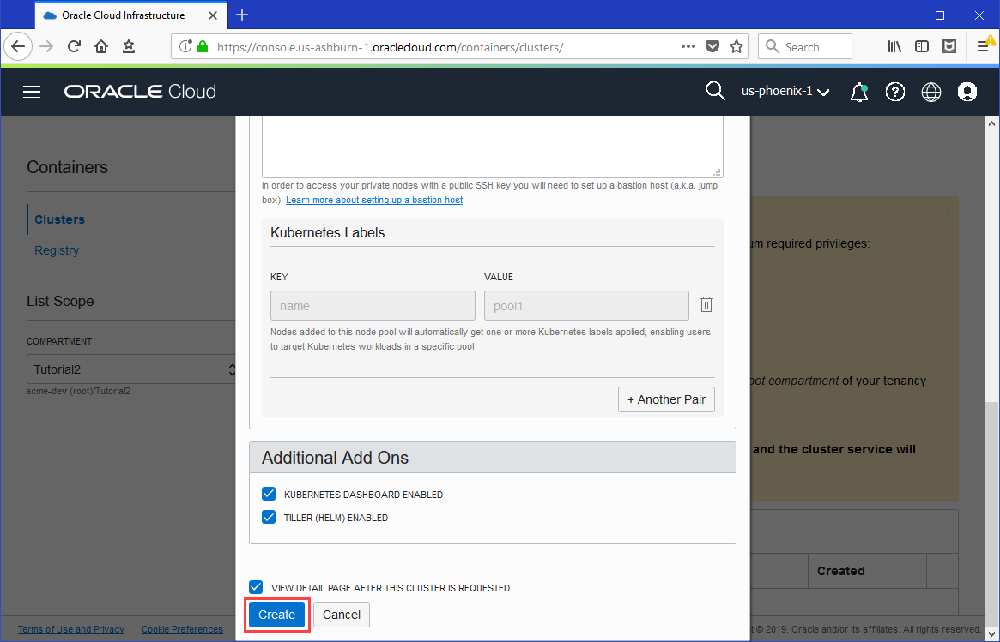 Oracle Cloud Infrastructure
https://console.us-ashburn-1.oraclecloud.com/containers/clusters/
Search
ORACLE Cloud
us-phoenix-1
Containers
Clusters
Registry
List Scope
COMPARTMENT
Tutorial2
acme-dev (root)/Tutorial2
In order to access your private nodes with a public SSH key you will need to set up a bastion host (a.k.a. jump
box). Learn more about setting up a bastion host
Kubernetes Labels
KEY VALUE
name pool1
Nodes added to this node pool will automatically get one or more Kubernetes labels applied, enabling users
to target Kubernetes workloads in a specific pool
+ Another Pair
Additional Add Ons
KUBERNETES DASHBOARD ENABLED
TILLER (HELM) ENABLED
VIEW DETAIL PAGE AFTER THIS CLUSTER IS REQUESTED
Create Cancel
required privileges:
compartment of your tenancy
and the cluster service will
Created
Terms of Use and Privacy Cookie Preferences
© 2019, Oracle and/or its affiliates. All rights reserved.